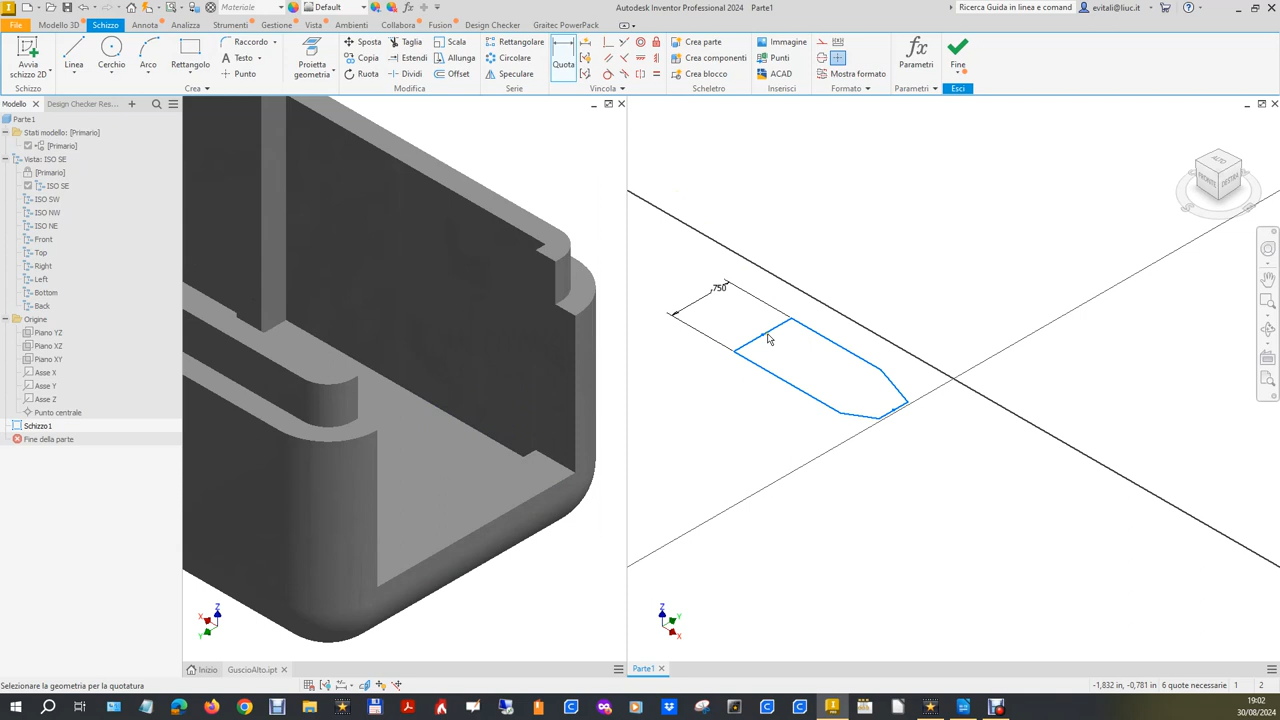 Materiale
Default
Autodesk Inventor Professional 2024 Parte1
Ricerca Guida in linea e comand
evitali@liuc.it
File Modello 3D Schizzo Annota Analizza Strumenti Gestione Vista Ambienti Collabora Fusion Design Checker Graitec PowerPack
Avvia
schizzo 2D
Linea
Cerchio
Arco
Rettangolo
Raccordo
Testo
Punto
Proietta
geometria
Sposta
Copia
Ruota
Taglia
Estendi
Dividi
Scala
Allunga
Offset
Rettangolare
Circolare
Speculare
Quota
Crea parte
Crea componenti
Crea blocco
Immagine
Punti
ACAD
Mostra formato
fx
Parametri
Fine
Schizzo Crea Modifica Serie Vincola Scheletro Inserisci Formato Parametri Esci
Modello Design Checker Res...
Parte1
Stati modello: [Primario]
[Primario]
Vista: ISO SE
[Primario]
ISO SE
ISO SW
ISO NW
ISO NE
Front
Top
Right
Left
Bottom
Back
Origine
Piano YZ
Piano XZ
Piano XY
Asse X
Asse Y
Asse Z
Punto centrale
Schizzo1
Fine della parte
,750
ALTO
FRONTE
DESTRA
Z
X
Y
Z
Y
X
Inizio GuscioAlto.ipt
Parte1
Selezionare la geometria per la quotatura
-1,832 in, -0,781 in 6 quote necessarie 1 2
19:02
30/08/2024